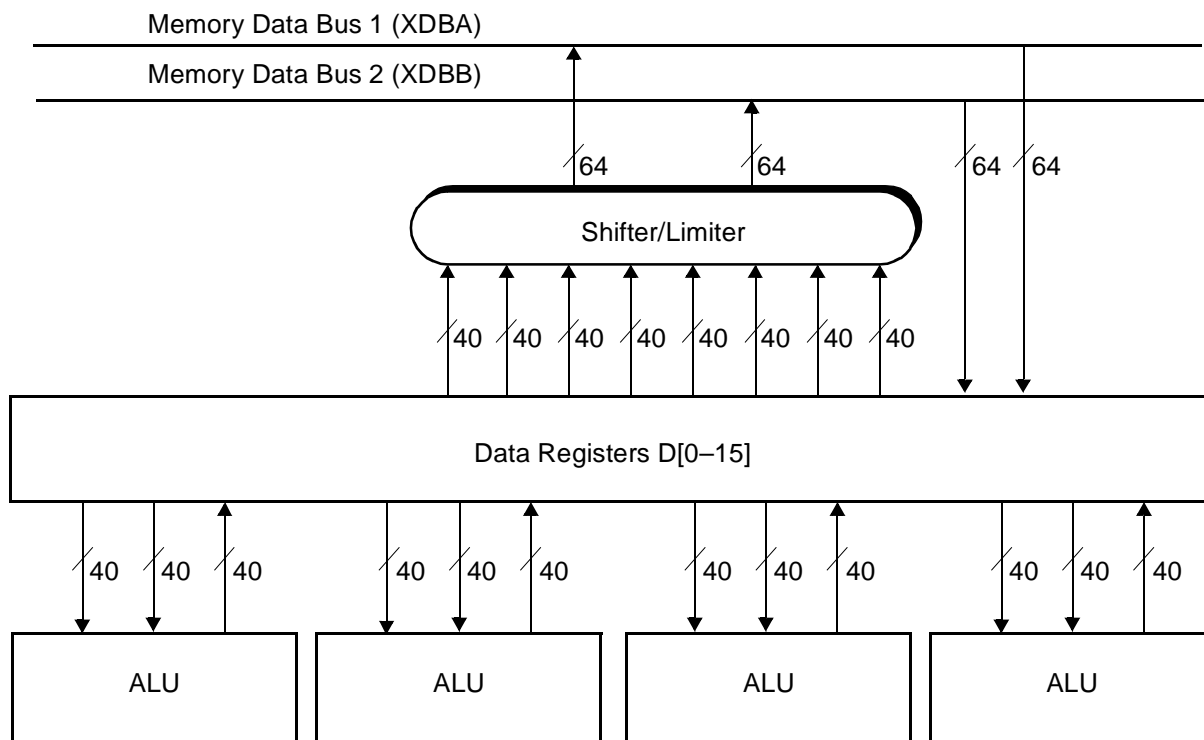 Memory Data Bus 1 (XDBA)
Memory Data Bus 2 (XDBB)
64 64 64 64
Shifter/Limiter
40 40 40 40 40 40 40 40
Data Registers D[0–15]
40 40 40 40 40 40 40 40 40 40 40 40
ALU ALU ALU ALU